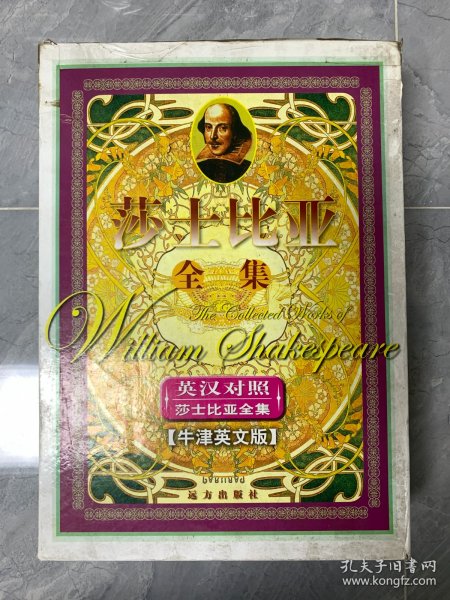 莎士比亚
全集
The Collected Works of
William Shakespeare
英汉对照
莎士比亚全集
【牛津英文版】
远方出版社
孔夫子旧书网
www.kongfz.com